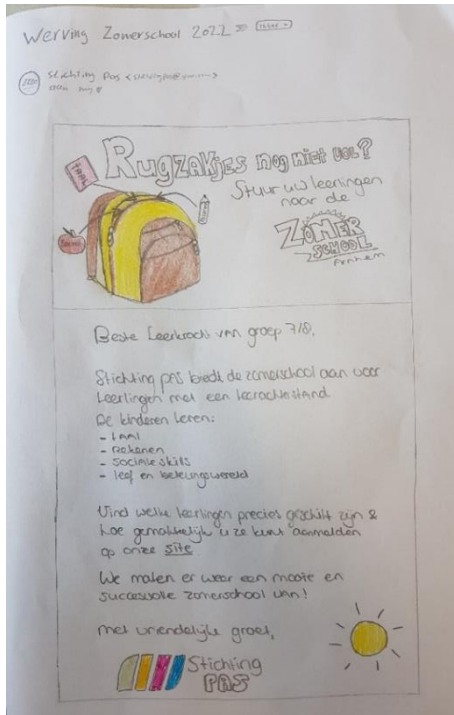 Werving Zomerschool 2022
Stichting Pas
aan mij
Rugzakjes nog niet vol?
TAAL
Stuur uw leerlingen
naar de
ZOMER
SCHOOL
Arnhem
Beste Leerkracht van groep 7/8,
Stichting PAS biedt de zomerschool aan voor
Leerlingen met een leerachterstand.
De kinderen leren:
- TAAL
- Rekenen
- Sociale skills
- leef en belevingswereld
Vind welke leerlingen precies geschikt zijn &
hoe gemakkelijk u ze kunt aanmelden
op onze site.
We maken er weer een mooie en
succesvolle zomerschool van!
Met vriendelijke groet,
Stichting
PAS